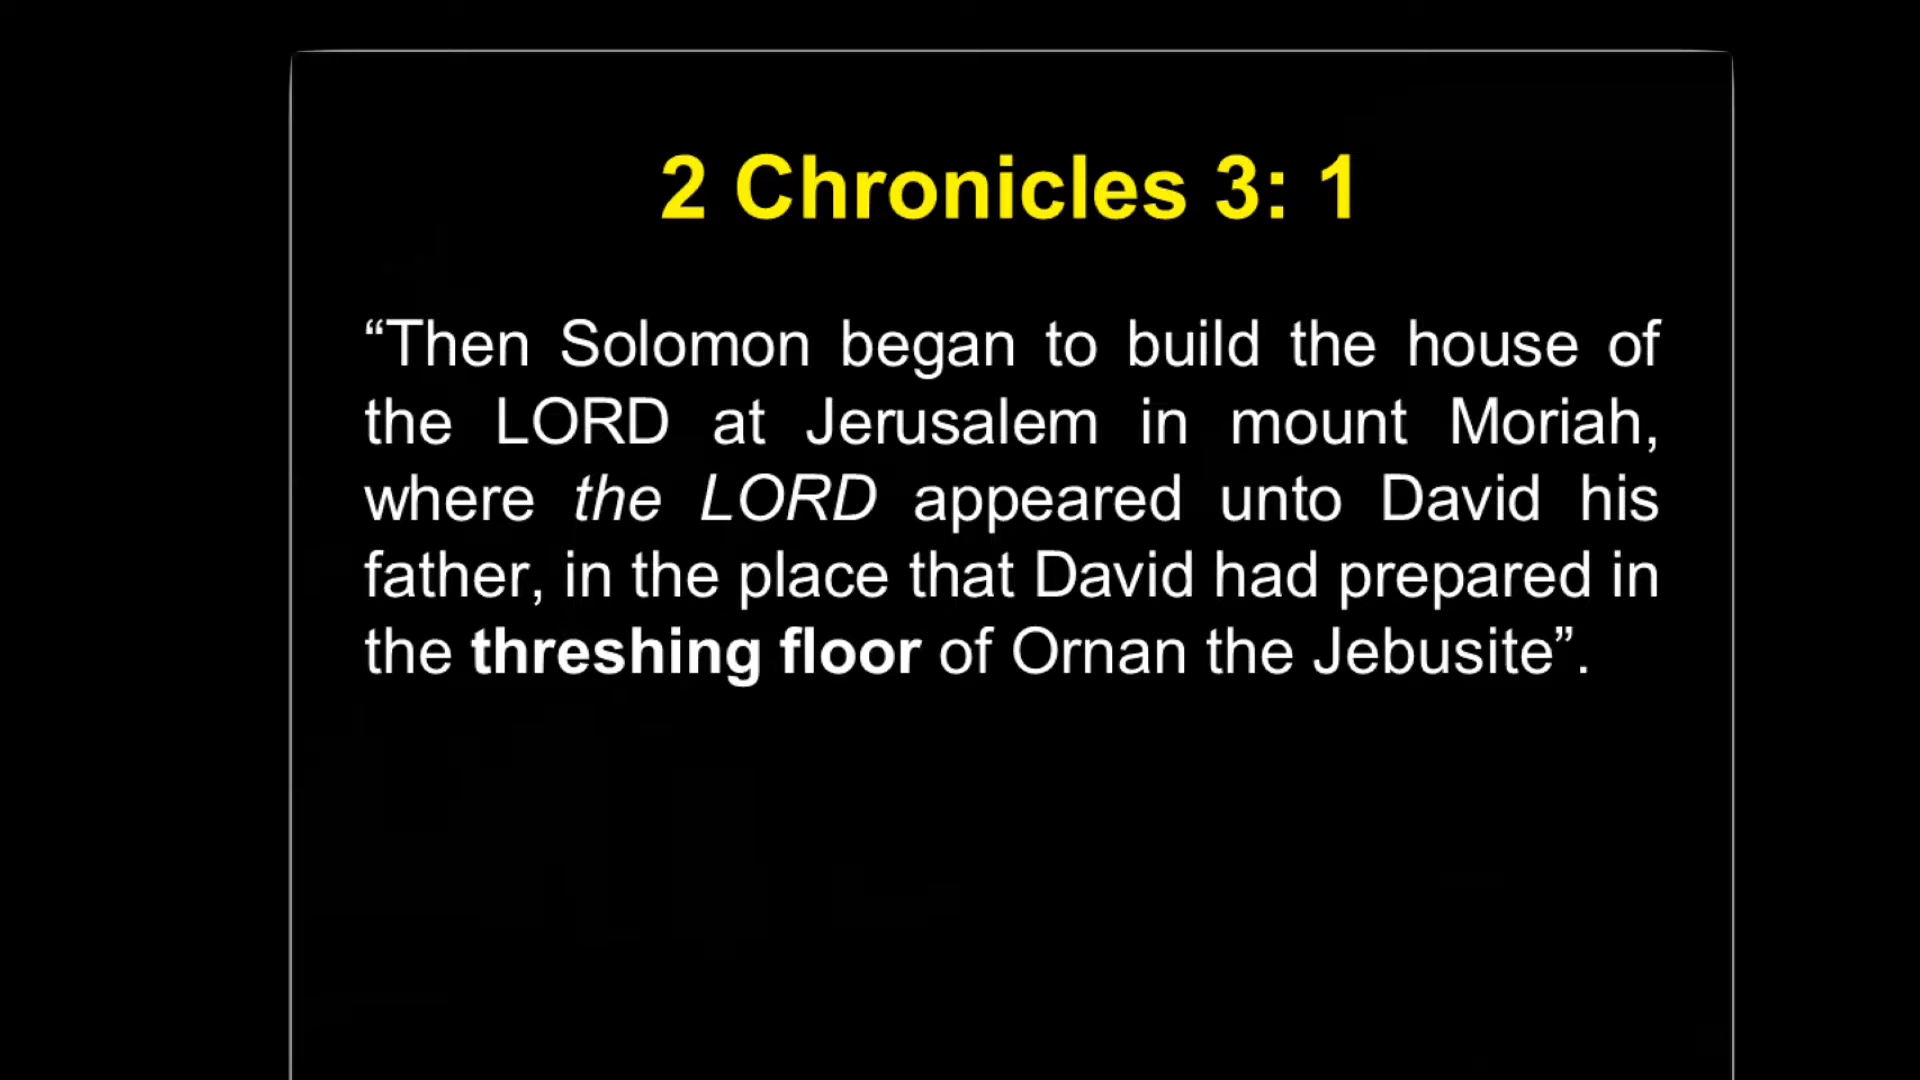 2 Chronicles 3: 1
“Then Solomon began to build the house of
the LORD at Jerusalem in mount Moriah,
where the LORD appeared unto David his
father, in the place that David had prepared in
the threshing floor of Ornan the Jebusite”.